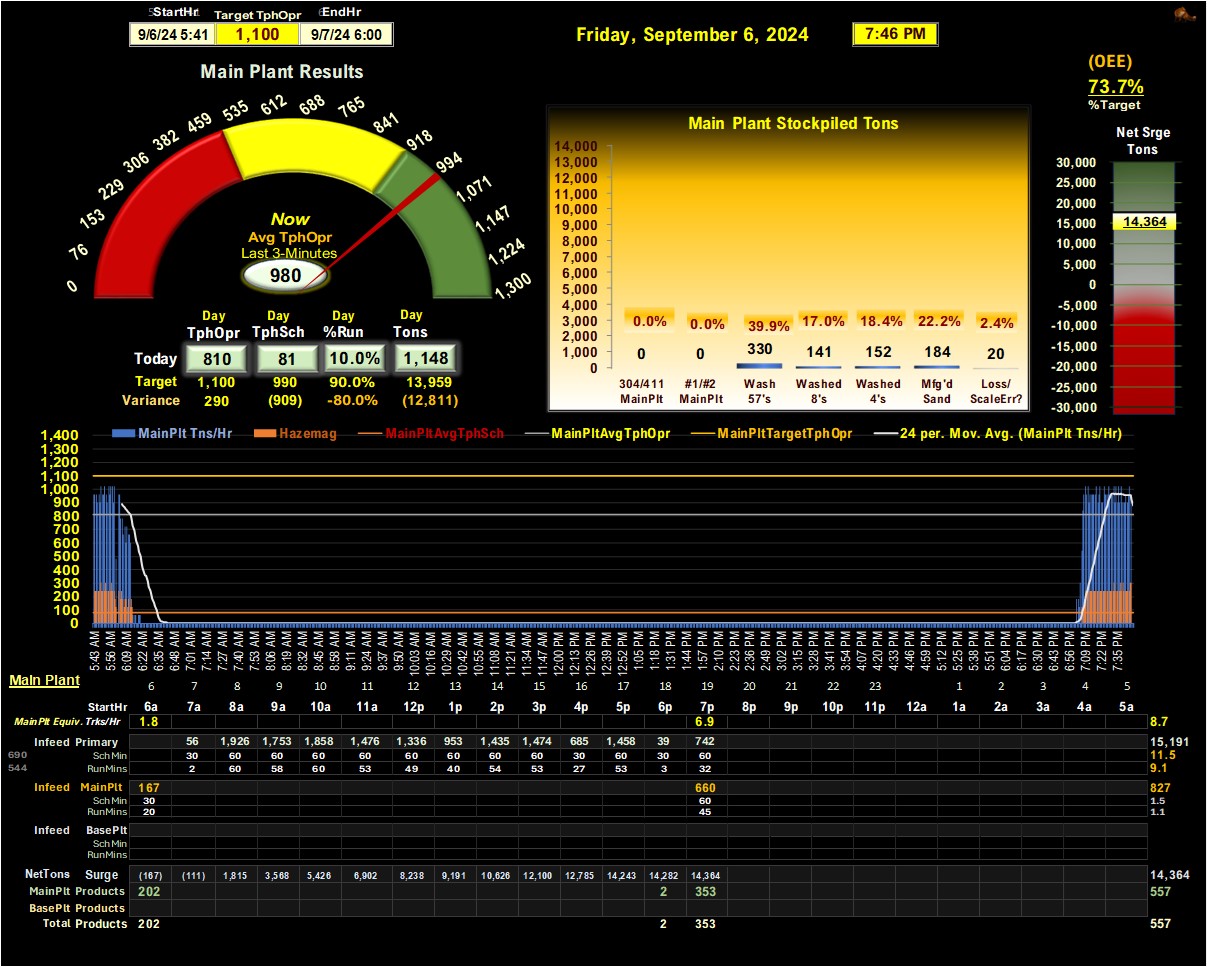 StartHr Target TphOpr EndHr
9/6/24 5:41 1,100 9/7/24 6:00
Friday, September 6, 2024 7:46 PM
(OEE)
73.7%
%Target
Main Plant Results
0 76 153 229 306 382 459 535 612 688 765 841 918 994 1,071 1,147 1,224 1,300
Now
Avg TphOpr
Last 3-Minutes
980
Day Day Day Day
TphOpr TphSch %Run Tons
Today 810 81 10.0% 1,148
Target 1,100 990 90.0% 13,959
Variance 290 (909) -80.0% (12,811)
Main Plant Stockpiled Tons
14,000
13,000
12,000
11,000
10,000
9,000
8,000
7,000
6,000
5,000
4,000
3,000
2,000
1,000
0
0.0% 0.0% 39.9% 17.0% 18.4% 22.2% 2.4%
0 0 330 141 152 184 20
304/411 #1/#2 Wash Washed Washed Mfg'd Loss/
MainPlt MainPlt 57's 8's 4's Sand ScaleErr?
Net Srge
Tons
30,000
25,000
20,000
15,000
14,364
10,000
5,000
0
-5,000
-10,000
-15,000
-20,000
-25,000
-30,000
MainPlt Tns/Hr Hazemag MainPltAvgTphSch MainPltAvgTphOpr MainPltTargetTphOpr 24 per. Mov. Avg. (MainPlt Tns/Hr)
1,400
1,300
1,200
1,100
1,000
900
800
700
600
500
400
300
200
100
0
5:43 AM 5:56 AM 6:09 AM 6:22 AM 6:35 AM 6:48 AM 7:01 AM 7:14 AM 7:27 AM 7:40 AM 7:53 AM 8:06 AM 8:19 AM 8:32 AM 8:45 AM 8:58 AM 9:11 AM 9:24 AM 9:37 AM 9:50 AM 10:03 AM 10:16 AM 10:29 AM 10:42 AM 10:55 AM 11:08 AM 11:21 AM 11:34 AM 11:47 AM 12:00 PM 12:13 PM 12:26 PM 12:39 PM 12:52 PM 1:05 PM 1:18 PM 1:31 PM 1:44 PM 1:57 PM 2:10 PM 2:23 PM 2:36 PM 2:49 PM 3:02 PM 3:15 PM 3:28 PM 3:41 PM 3:54 PM 4:07 PM 4:20 PM 4:33 PM 4:46 PM 4:59 PM 5:12 PM 5:25 PM 5:38 PM 5:51 PM 6:04 PM 6:17 PM 6:30 PM 6:43 PM 6:56 PM 7:09 PM 7:22 PM 7:35 PM
Main Plant 6 7 8 9 10 11 12 13 14 15 16 17 18 19 20 21 22 23 1 2 3 4 5
StartHr 6a 7a 8a 9a 10a 11a 12p 1p 2p 3p 4p 5p 6p 7p 8p 9p 10p 11p 12a 1a 2a 3a 4a 5a
MainPlt Equiv. Trks/Hr 1.8 6.9 8.7
Infeed Primary 56 1,926 1,753 1,858 1,476 1,336 953 1,435 1,474 685 1,458 39 742 15,191
690 Sch Min 30 60 60 60 60 60 60 60 60 30 60 30 60 11.5
544 RunMins 2 60 58 60 53 49 40 54 53 27 53 3 32 9.1
Infeed MainPlt 167 660 827
Sch Min 30 60 1.5
RunMins 20 45 1.1
Infeed BasePlt
Sch Min
RunMins
NetTons Surge (167) (111) 1,815 3,568 5,426 6,902 8,238 9,191 10,626 12,100 12,785 14,243 14,282 14,364 14,364
MainPlt Products 202 2 353 557
BasePlt Products
Total Products 202 2 353 557